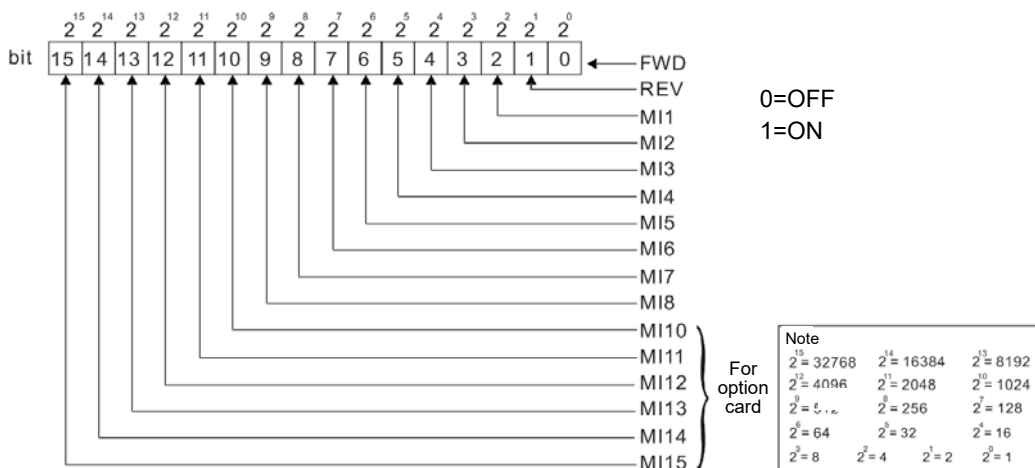 2^15 2^14 2^13 2^12 2^11 2^10 2^9 2^8 2^7 2^6 2^5 2^4 2^3 2^2 2^1 2^0
bit 15 14 13 12 11 10 9 8 7 6 5 4 3 2 1 0
FWD
REV
MI1
MI2
MI3
MI4
MI5
MI6
MI7
MI8
MI10
MI11
MI12
MI13
MI14
MI15
For
option
card
0=OFF
1=ON
Note
2^15 = 32768 2^14 = 16384 2^13 = 8192
2^12 = 4096 2^11 = 2048 2^10 = 1024
2^9 = 2^8 = 256 2^7 = 128
2^6 = 64 2^5 = 32 2^4 = 16
2^3 = 8 2^2 = 4 2^1 = 2 2^0 = 1